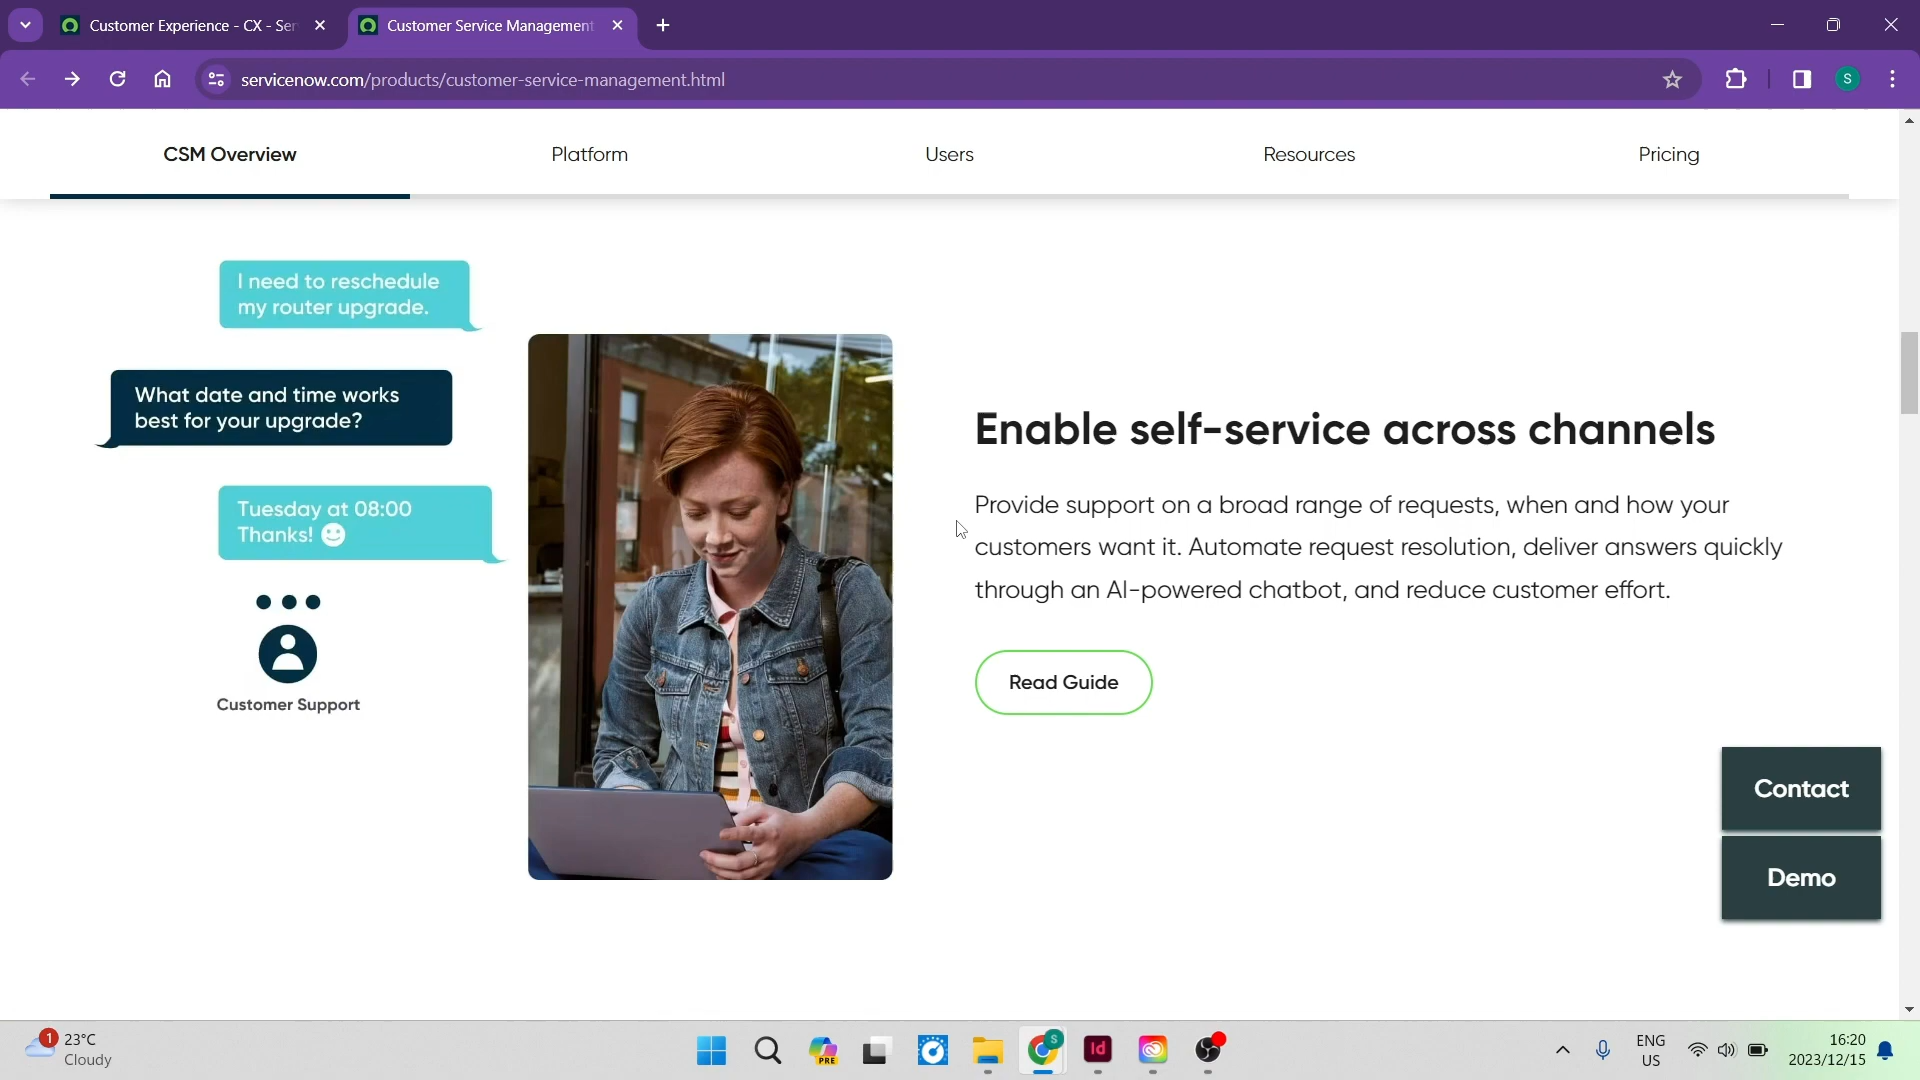 Customer Experience - CX - Ser
Customer Service Management
servicenow.com/products/customer-service-management.html
S
CSM Overview
Platform
Users
Resources
Pricing
I need to reschedule
my router upgrade.
What date and time works
best for your upgrade?
Tuesday at 08:00
Thanks!
Customer Support
Enable self-service across channels
Provide support on a broad range of requests, when and how your
customers want it. Automate request resolution, deliver answers quickly
through an AI-powered chatbot, and reduce customer effort.
Read Guide
Contact
Demo
1
23°C
Cloudy
PRE
S
Id
ENG
US
16:20
2023/12/15